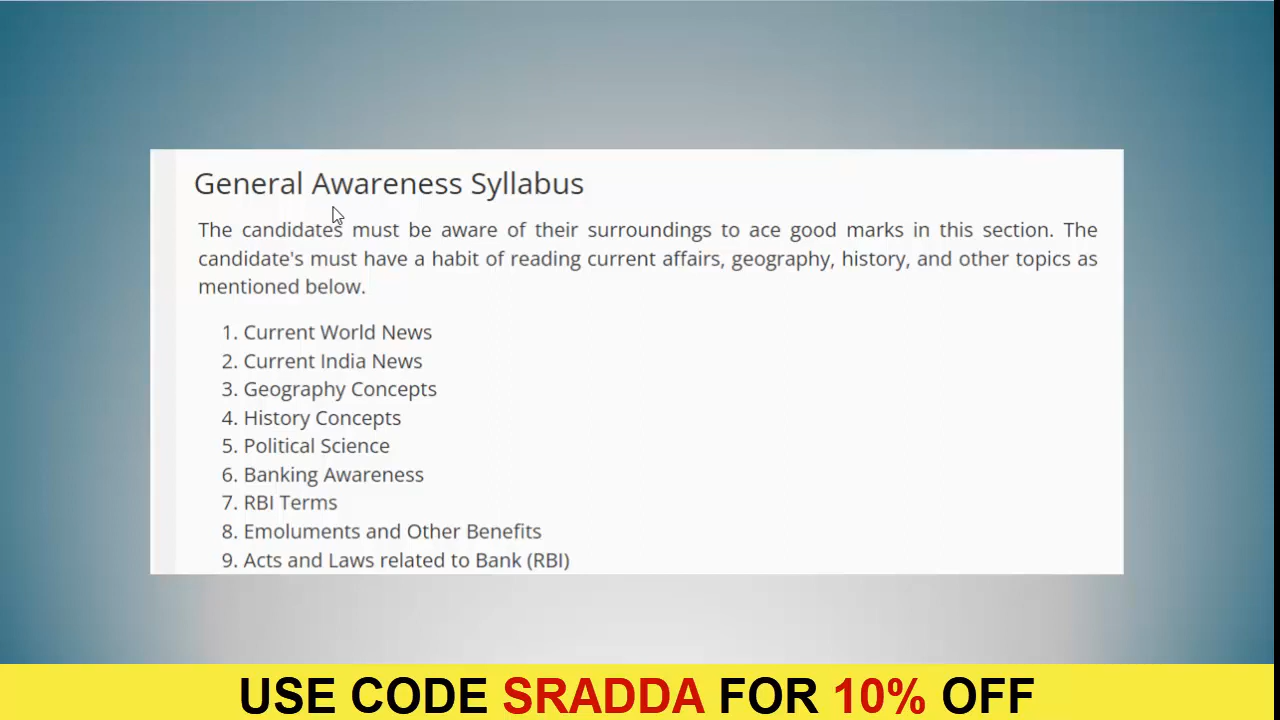 General Awareness Syllabus
The candidates must be aware of their surroundings to ace good marks in this section. The
candidate's must have a habit of reading current affairs, geography, history, and other topics as
mentioned below.
1. Current World News
2. Current India News
3. Geography Concepts
4. History Concepts
5. Political Science
6. Banking Awareness
7. RBI Terms
8. Emoluments and Other Benefits
9. Acts and Laws related to Bank (RBI)
USE CODE SRADDA FOR 10% OFF